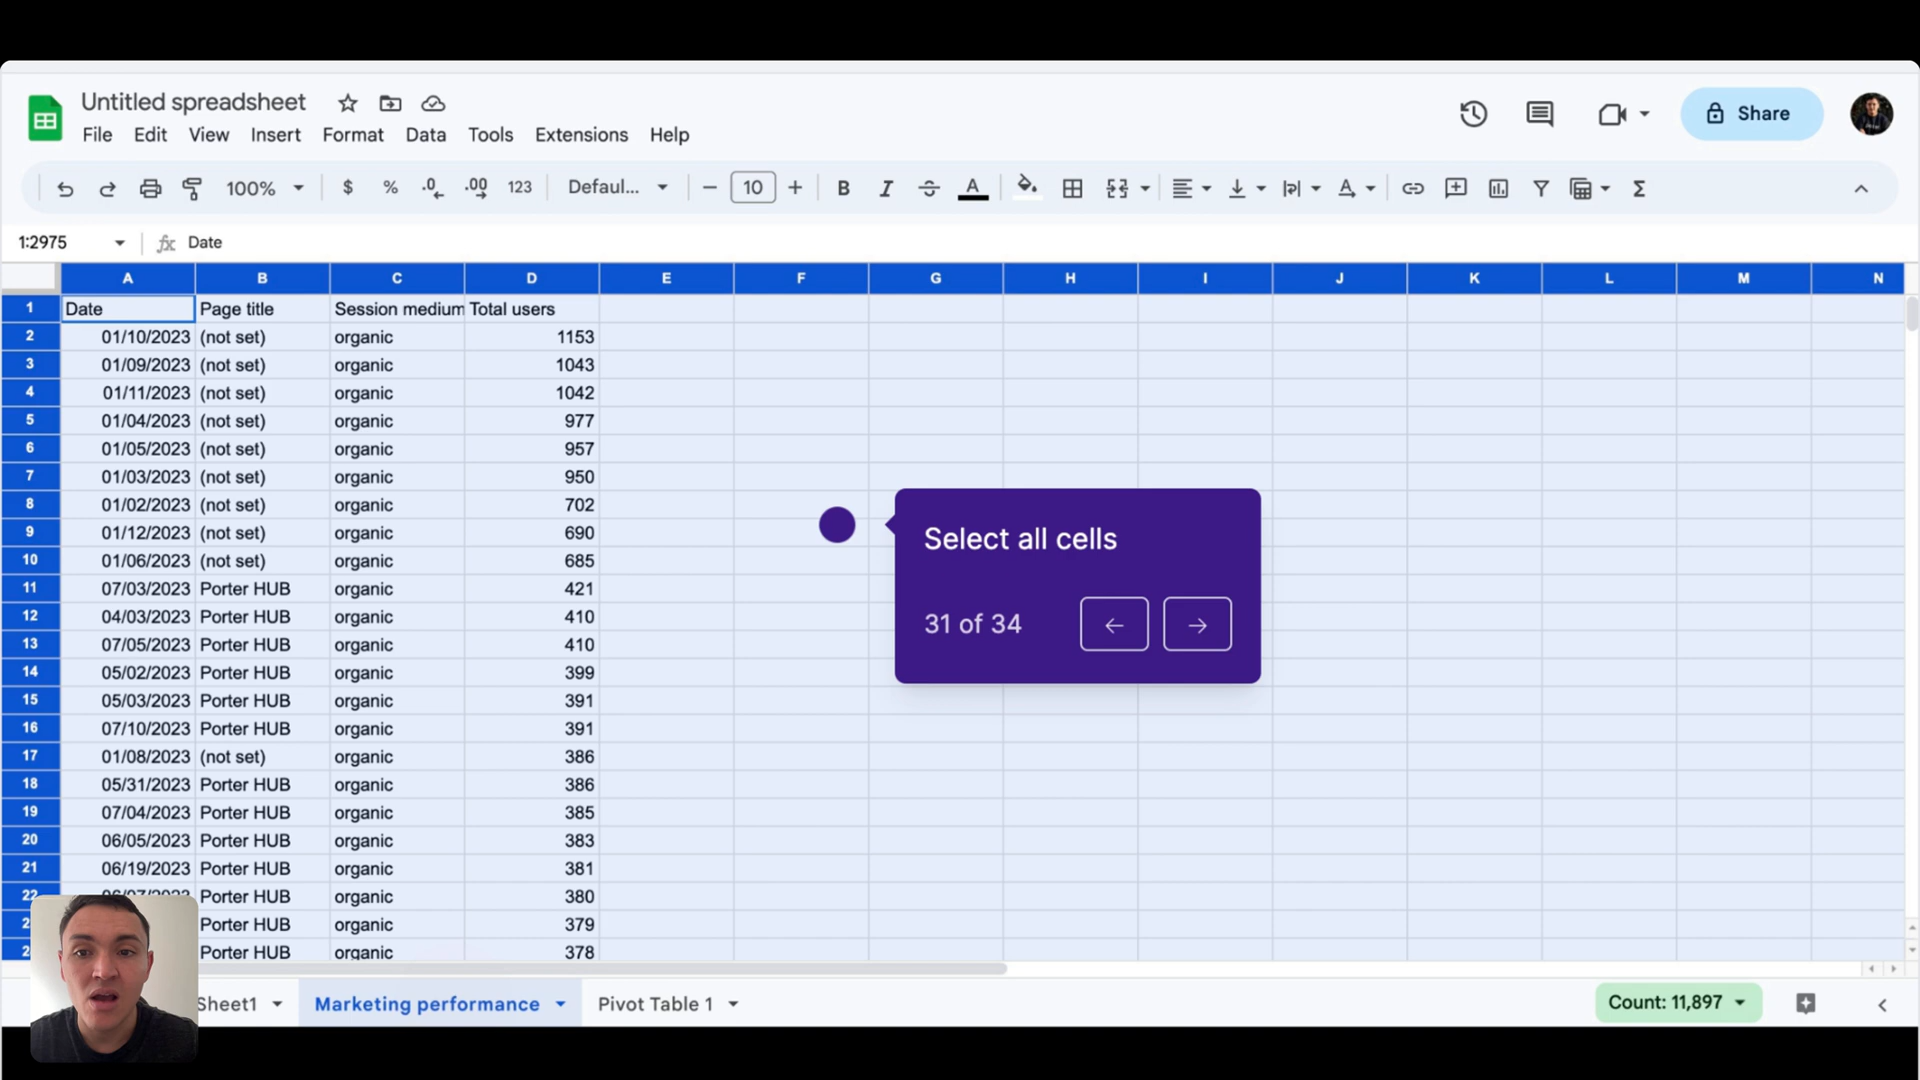 Untitled spreadsheet
File Edit View Insert Format Data Tools Extensions Help
Share
100% $ % .0 .00 123 Defaul... 10 B I A
1:2975 fx Date
A B C D E F G H I J K L M N
1 Date Page title Session medium Total users
2 01/10/2023 (not set) organic 1153
3 01/09/2023 (not set) organic 1043
4 01/11/2023 (not set) organic 1042
5 01/04/2023 (not set) organic 977
6 01/05/2023 (not set) organic 957
7 01/03/2023 (not set) organic 950
8 01/02/2023 (not set) organic 702
9 01/12/2023 (not set) organic 690
10 01/06/2023 (not set) organic 685
11 07/03/2023 Porter HUB organic 421
12 04/03/2023 Porter HUB organic 410
13 07/05/2023 Porter HUB organic 410
14 05/02/2023 Porter HUB organic 399
15 05/03/2023 Porter HUB organic 391
16 07/10/2023 Porter HUB organic 391
17 01/08/2023 (not set) organic 386
18 05/31/2023 Porter HUB organic 386
19 07/04/2023 Porter HUB organic 385
20 06/05/2023 Porter HUB organic 383
21 06/19/2023 Porter HUB organic 381
22 Porter HUB organic 380
Porter HUB organic 379
Porter HUB organic 378
Select all cells
31 of 34
Sheet1 Marketing performance Pivot Table 1 Count: 11,897